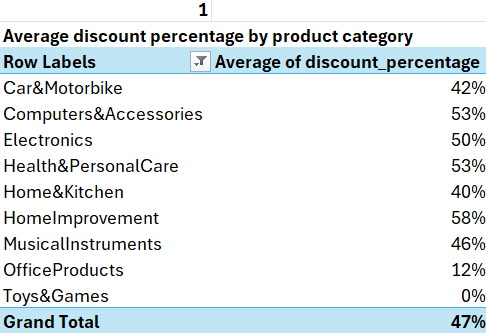 1
Average discount percentage by product category
Row Labels Average of discount_percentage
Car&Motorbike 42%
Computers&Accessories 53%
Electronics 50%
Health&PersonalCare 53%
Home&Kitchen 40%
HomeImprovement 58%
MusicalInstruments 46%
OfficeProducts 12%
Toys&Games 0%
Grand Total 47%